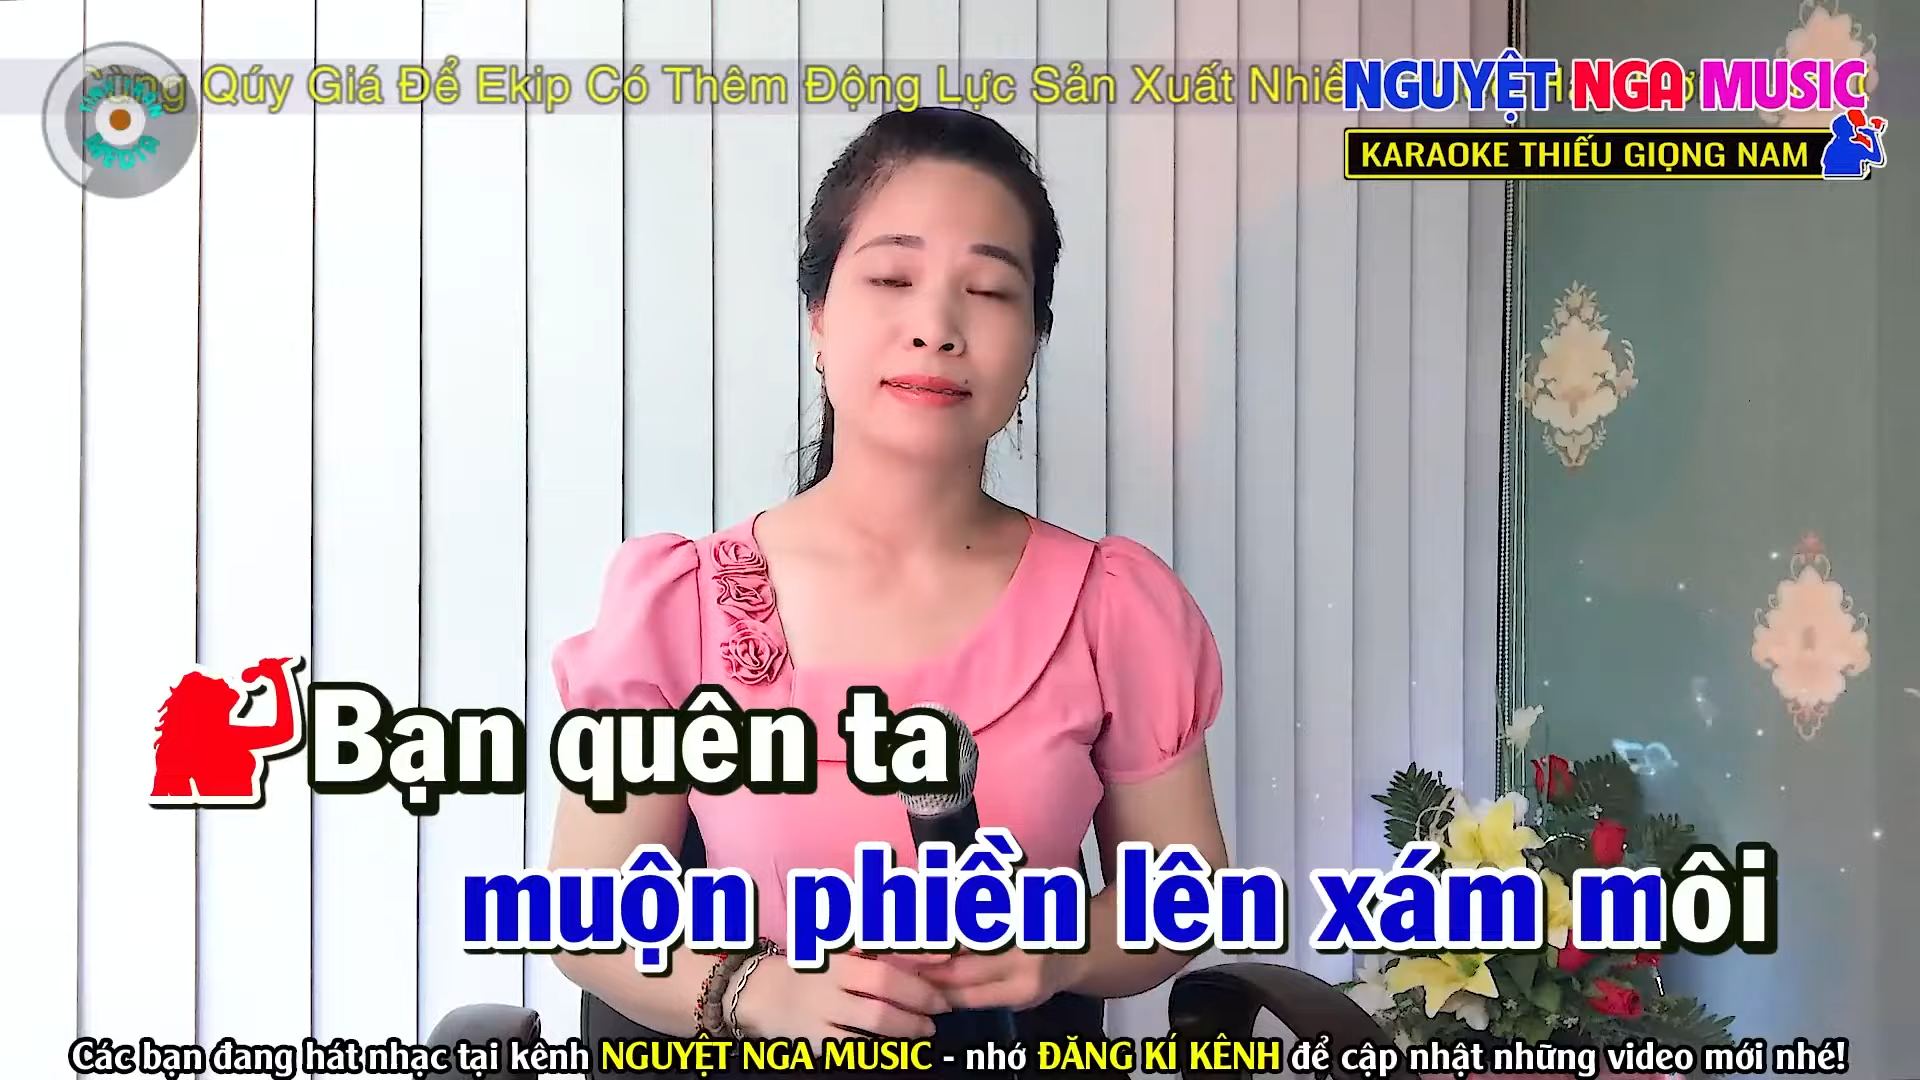 Qúy Giá Để Ekip Có Thêm Động Lực Sản Xuất
NGUYỆT NGA MUSIC
KARAOKE THIẾU GIỌNG NAM
MEDIA
Bạn quên ta
muộn phiền lên xám môi
Các bạn đang hát nhạc tại kênh NGUYỆT NGA MUSIC - nhớ ĐĂNG KÍ KÊNH để cập nhật những video mới nhé!